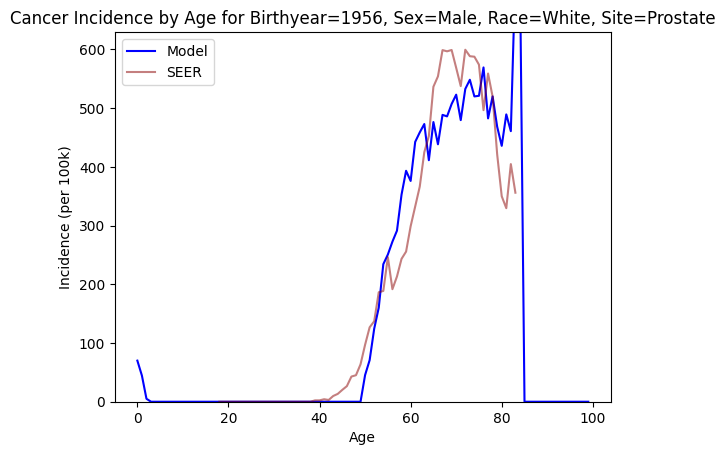 Cancer Incidence by Age for Birthyear=1956, Sex=Male, Race=White, Site=Prostate
Model
SEER
Incidence (per 100k)
600
500
400
300
200
100
0
0 20 40 60 80 100
Age